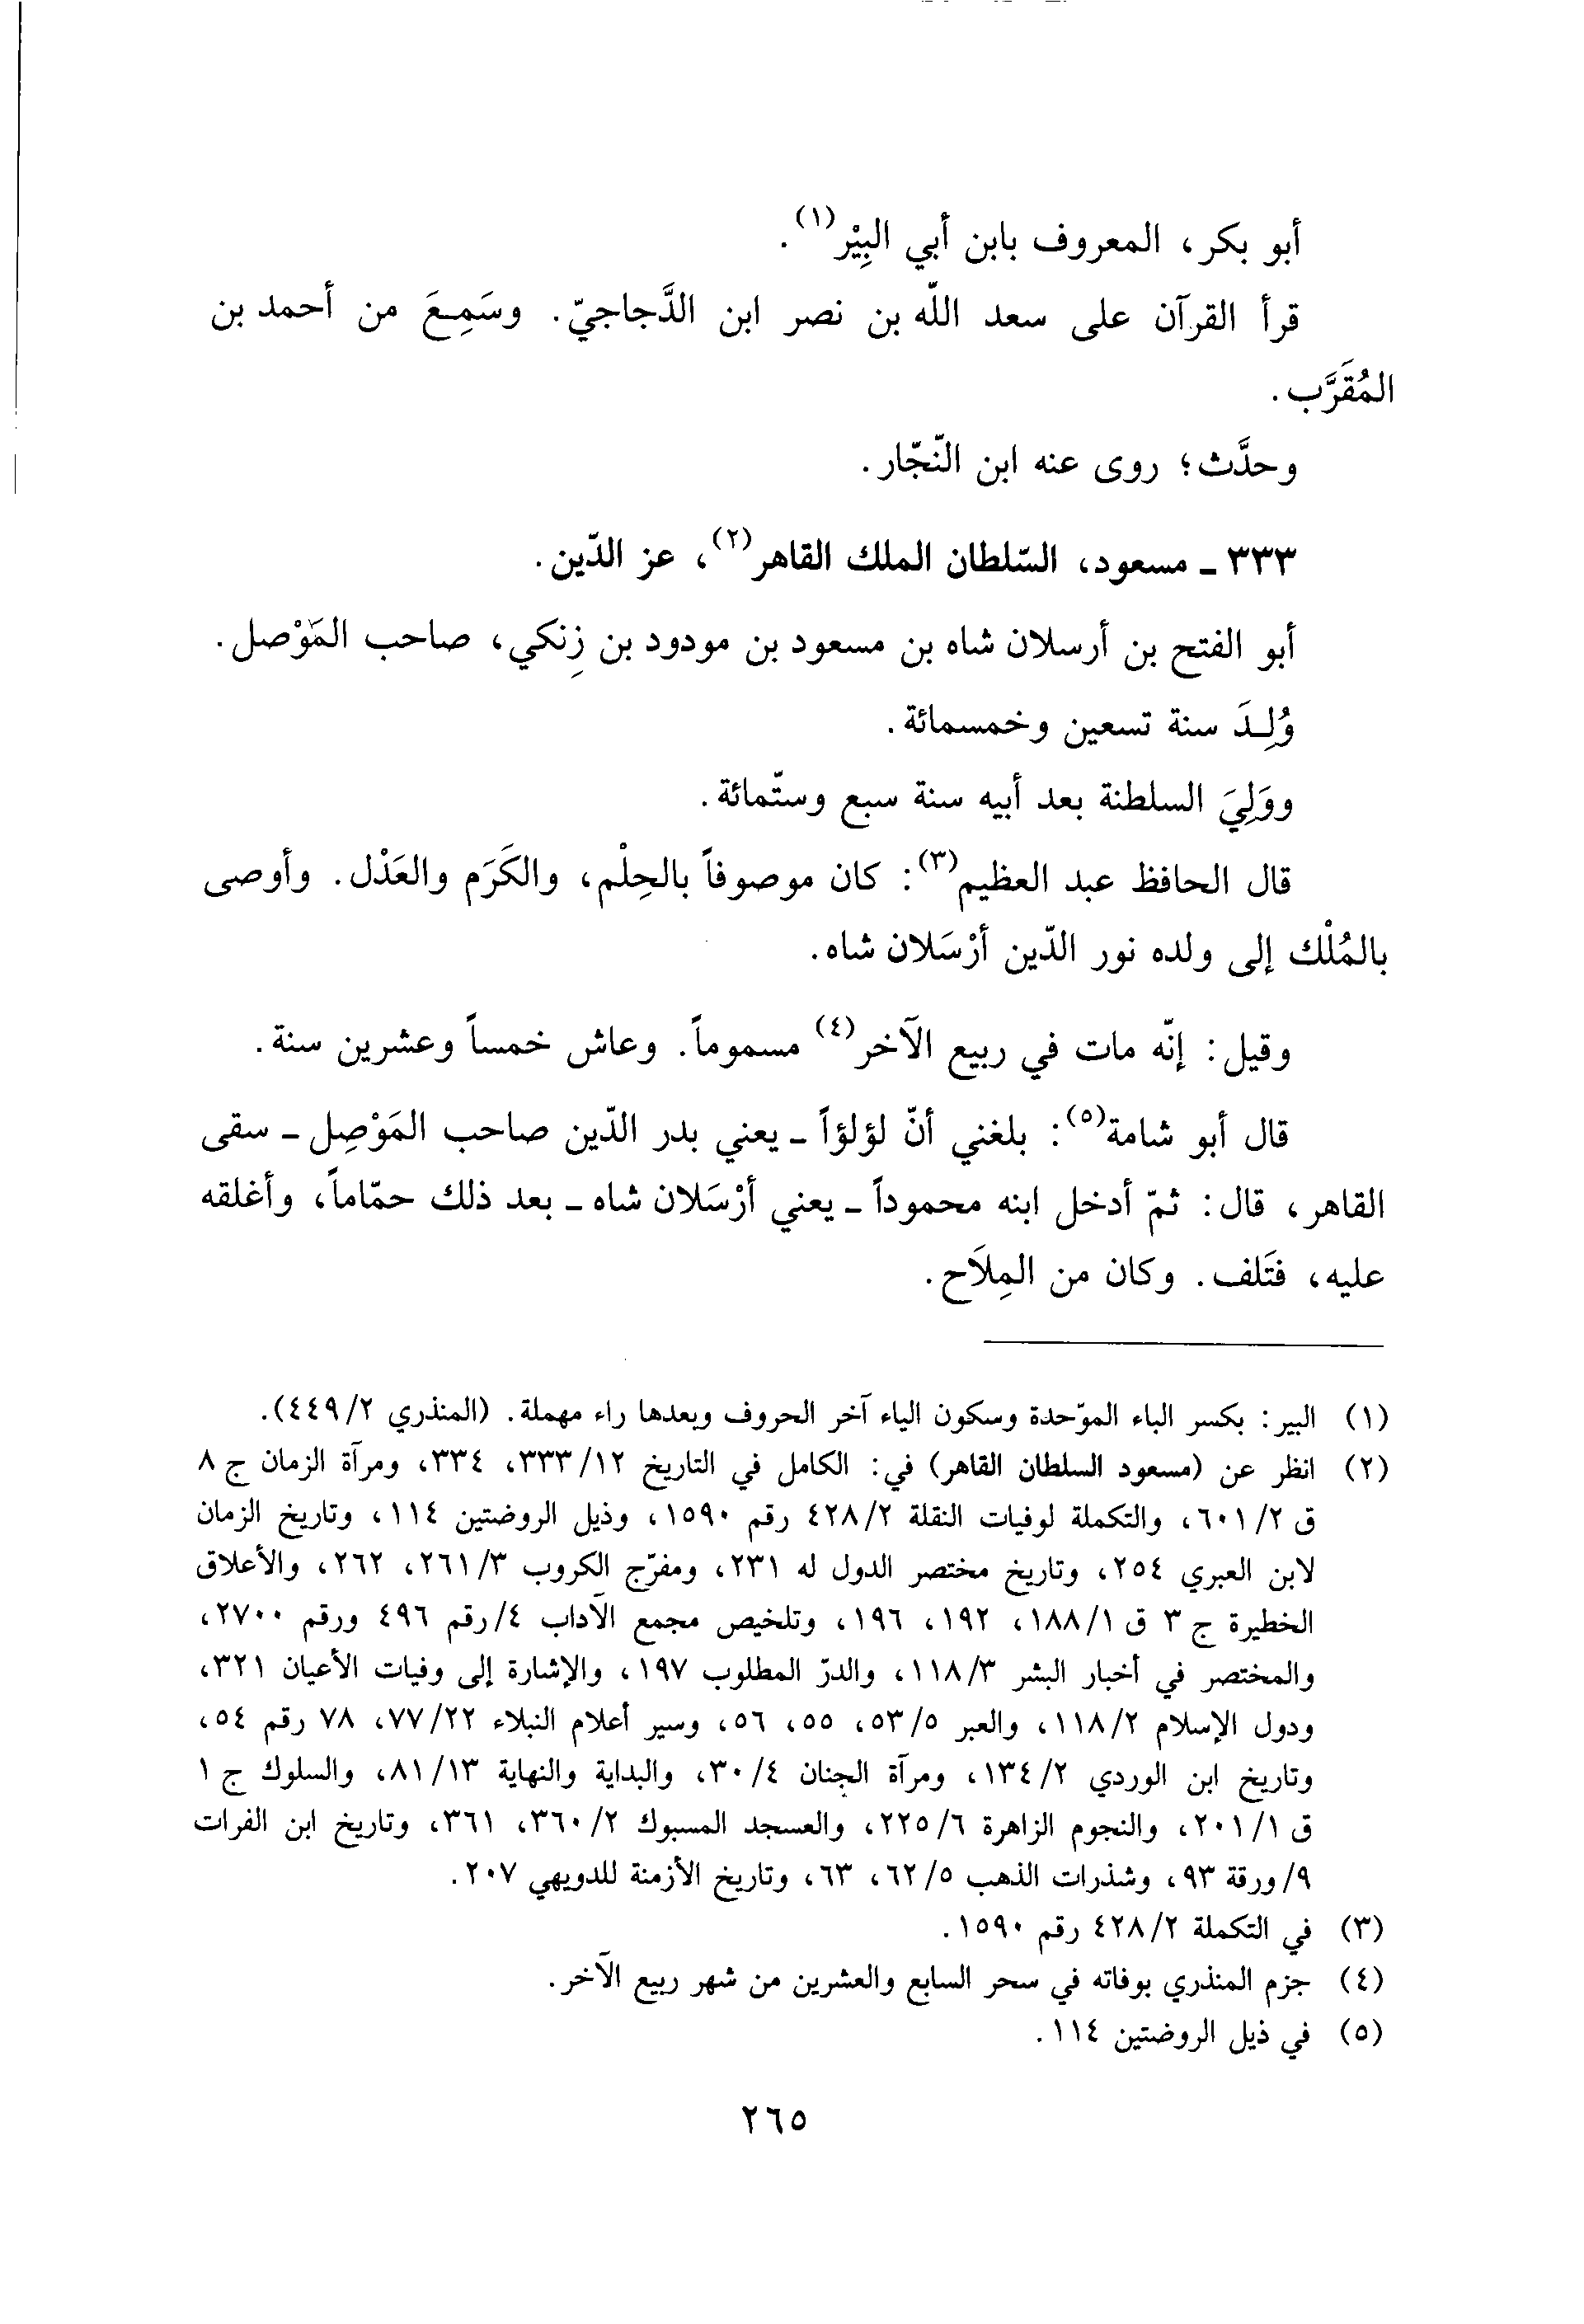 أبو بكر، المعروف بابن أبي البِيْر(١).
قرأ القرآن على سعد اللّه بن نصر ابن الدَّجاجيّ. وسَمِعَ من أحمد بن
المُقَرَّب.
وحدَّث؛ روى عنه ابن النّجّار.
٣٣٣ ـ مسعود، السّلطان الملك القاهر(٢)، عز الدّين.
أبو الفتح بن أرسلان شاه بن مسعود بن مودود بن زِنكي، صاحب المَوْصل.
وُلِدَ سنة تسعين وخمسمائة.
ووَلِيَ السلطنة بعد أبيه سنة سبع وستّمائة.
قال الحافظ عبد العظيم(٣): كان موصوفاً بالحِلْم، والكَرَم والعَدْل. وأوصى
بالمُلْك إلى ولده نور الدّين أرْسَلان شاه.
وقيل: إنّه مات في ربيع الآخر(٤) مسموماً. وعاش خمساً وعشرين سنة.
قال أبو شامة(٥): بلغني أنّ لؤلؤاً ـ يعني بدر الدّين صاحب المَوْصِل ـ سقى
القاهر، قال: ثمّ أدخل ابنه محموداً ـ يعني أرْسَلان شاه ـ بعد ذلك حمّاماً، وأغلقه
عليه، فتَلف. وكان من المِلاَح.
(١) البير: بكسر الباء الموّحدة وسكون الياء آخر الحروف وبعدها راء مهملة. (المنذري ٤٤٩/٢).
(٢) انظر عن (مسعود السلطان القاهر) في: الكامل في التاريخ ٣٣٣/١٢، ٣٣٤، ومرآة الزمان ج ٨
ق ٦٠١/٢، والتكملة لوفيات النقلة ٤٢٨/٢ رقم ١٥٩٠، وذيل الروضتين ١١٤، وتاريخ الزمان
لابن العبري ٢٥٤، وتاريخ مختصر الدول له ٢٣١، ومفرّج الكروب ٢٦١/٣، ٢٦٢، والأعلاق
الخطيرة ج ٣ ق ١٨٨/١، ١٩٢، ١٩٦، وتلخيص مجمع الآداب ٤/رقم ٤٩٦ ورقم ٢٧٠٠،
والمختصر في أخبار البشر ١١٨/٣، والدرّ المطلوب ١٩٧، والإشارة إلى وفيات الأعيان ٣٢١،
ودول الإسلام ١١٨/٢، والعبر ٥٣/٥، ٥٥، ٥٦، وسير أعلام النبلاء ٧٧/٢٢، ٧٨ رقم ٥٤،
وتاريخ ابن الوردي ١٣٤/٢، ومرآة الجنان ٣٠/٤، والبداية والنهاية ٨١/١٣، والسلوك ج ١
ق ٢٠١/١، والنجوم الزاهرة ٢٢٥/٦، والعسجد المسبوك ٣٦٠/٢، ٣٦١، وتاريخ ابن الفرات
٩/ورقة ٩٣، وشذرات الذهب ٦٢/٥، ٦٣، وتاريخ الأزمنة للدويهي ٢٠٧.
(٣) في التكملة ٤٢٨/٢ رقم ١٥٩٠.
(٤) جزم المنذري بوفاته في سحر السابع والعشرين من شهر ربيع الآخر.
(٥) في ذيل الروضتين ١١٤.
٢٦٥